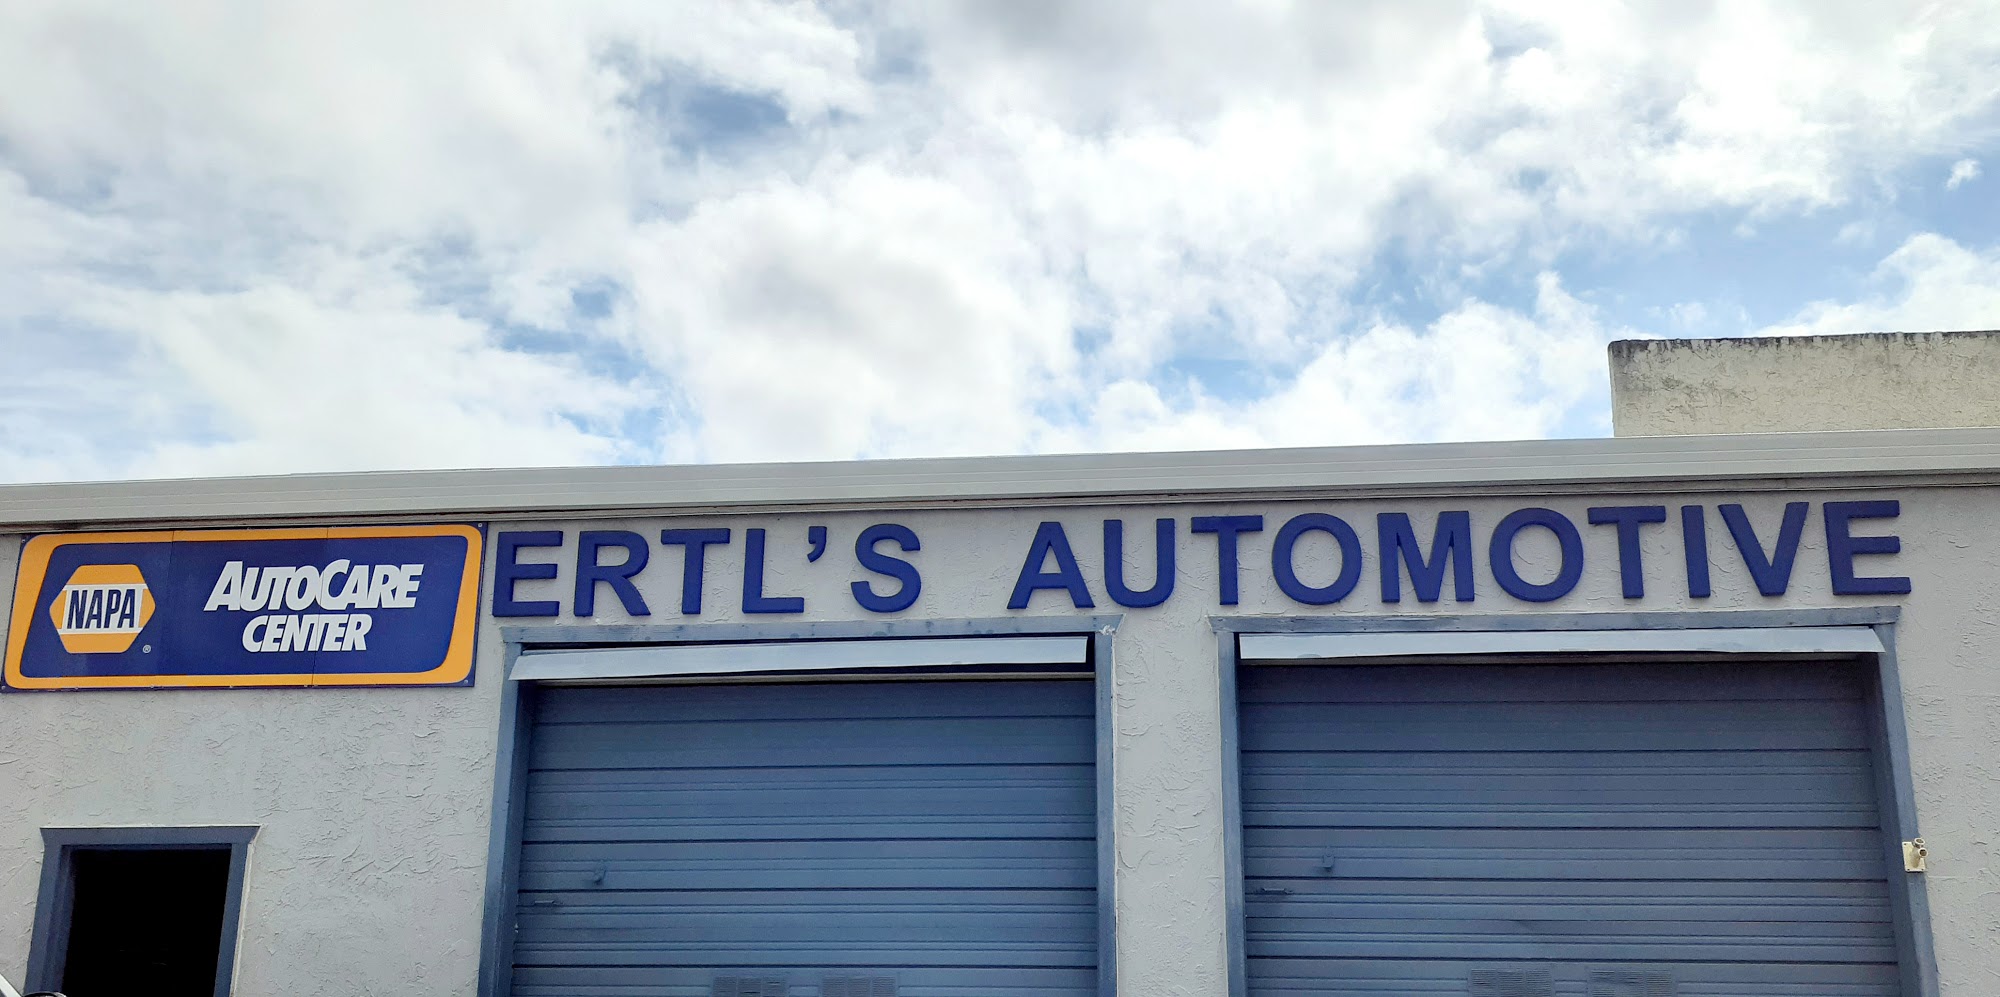 NAPA ®
AUTOCARE
CENTER
ERTL'S AUTOMOTIVE